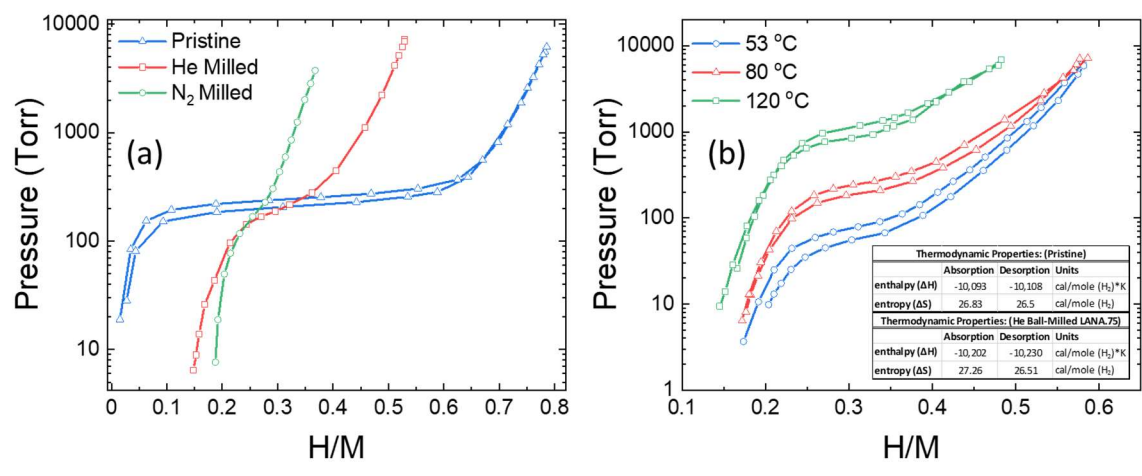 10000
1000
100
10
Pressure (Torr)
Pristine
He Milled
N₂ Milled
(a)
0 0.1 0.2 0.3 0.4 0.5 0.6 0.7 0.8
H/M
10000
1000
100
10
1
Pressure (Torr)
53 °C
80 °C
120 °C
(b)
Thermodynamic Properties: (Pristine)
Absorption Desorption Units
enthalpy (ΔH) -10,093 -10,108 cal/mole (H₂)*K
entropy (ΔS) 26.83 26.5 cal/mole (H₂)
Thermodynamic Properties: (He Ball-Milled LANA.75)
Absorption Desorption Units
enthalpy (ΔH) -10,202 -10,230 cal/mole (H₂)*K
entropy (ΔS) 27.26 26.51 cal/mole (H₂)
0.1 0.2 0.3 0.4 0.5 0.6
H/M